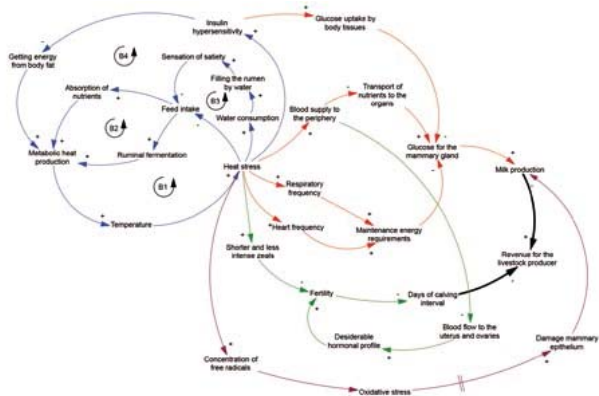 Insulin
hypersensitivity
Glucose uptake by
body tissues
B4
Getting energy
from body fat
Sensation of satiety
Filling the rumen
by water
Absorption of
nutrients
B3
Transport of
nutrients to the
organs
Feed intake
Blood supply to
the periphery
Water consumption
B2
Metabolic heat
production
Ruminal fermentation
Glucose for the
mammary gland
Heat stress
Milk production
B1
Respiratory
frequency
Temperature
Heart frequency
Maintenance energy
requirements
Shorter and less
intense zeals
Revenue for the
livestock producer
Fertility
Days of calving
interval
Blood flow to the
uterus and ovaries
Desiderable
hormonal profile
Damage mammary
epithelium
Concentration of
free radicals
Oxidative stress